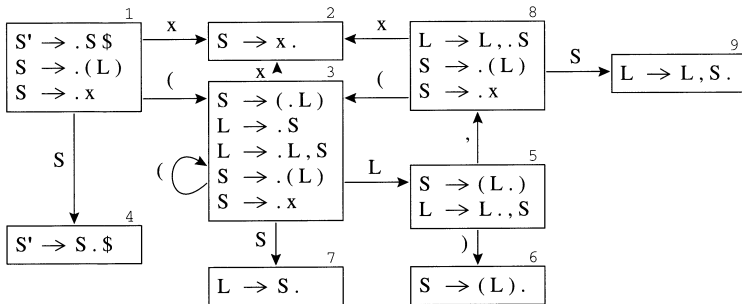 1
S' → .S$
S → .(L)
S → .x
x
(
S
2
S → x.
x
3
S → (.L)
L → .S
L → .L,S
S → .(L)
S → .x
(
L
S
8
L → L,.S
S → .(L)
S → .x
x
(
S
9
L → L,S.
,
5
S → (L.)
L → L.,S
)
4
S' → S.$
7
L → S.
6
S → (L).